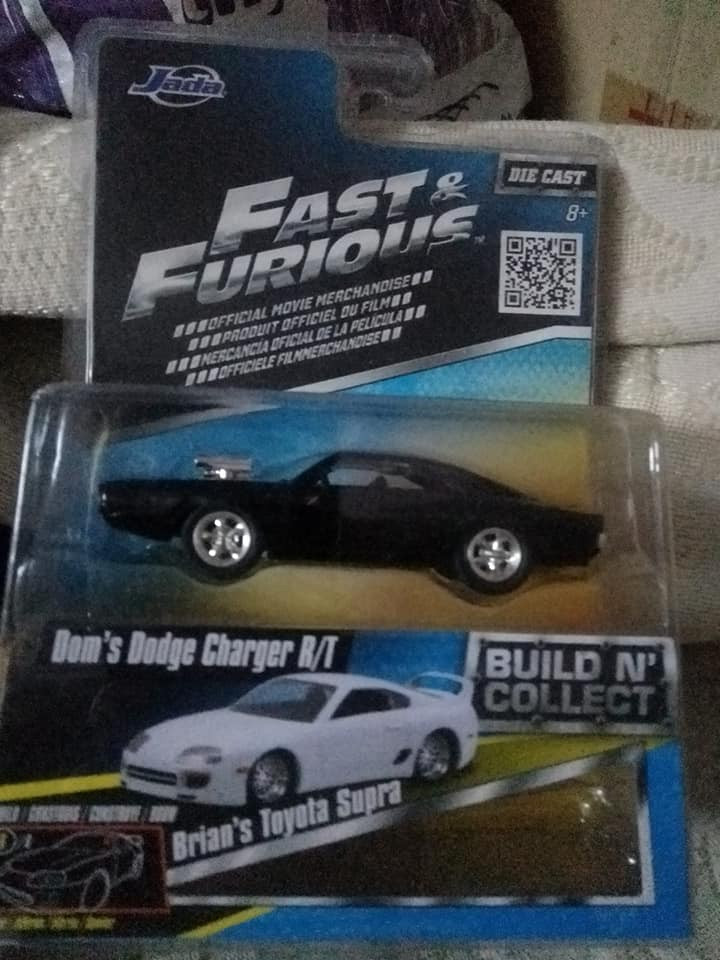 Jada
DIE CAST
8+
FAST &
FURIOUS™
OFFICIAL MOVIE MERCHANDISE
PRODUIT OFFICIEL DU FILM
MERCANCÍA OFICIAL DE LA PELÍCULA
OFFICIELE FILMMERCHANDISE
Dom's Dodge Charger R/T
BUILD N'
COLLECT
Brian's Toyota Supra